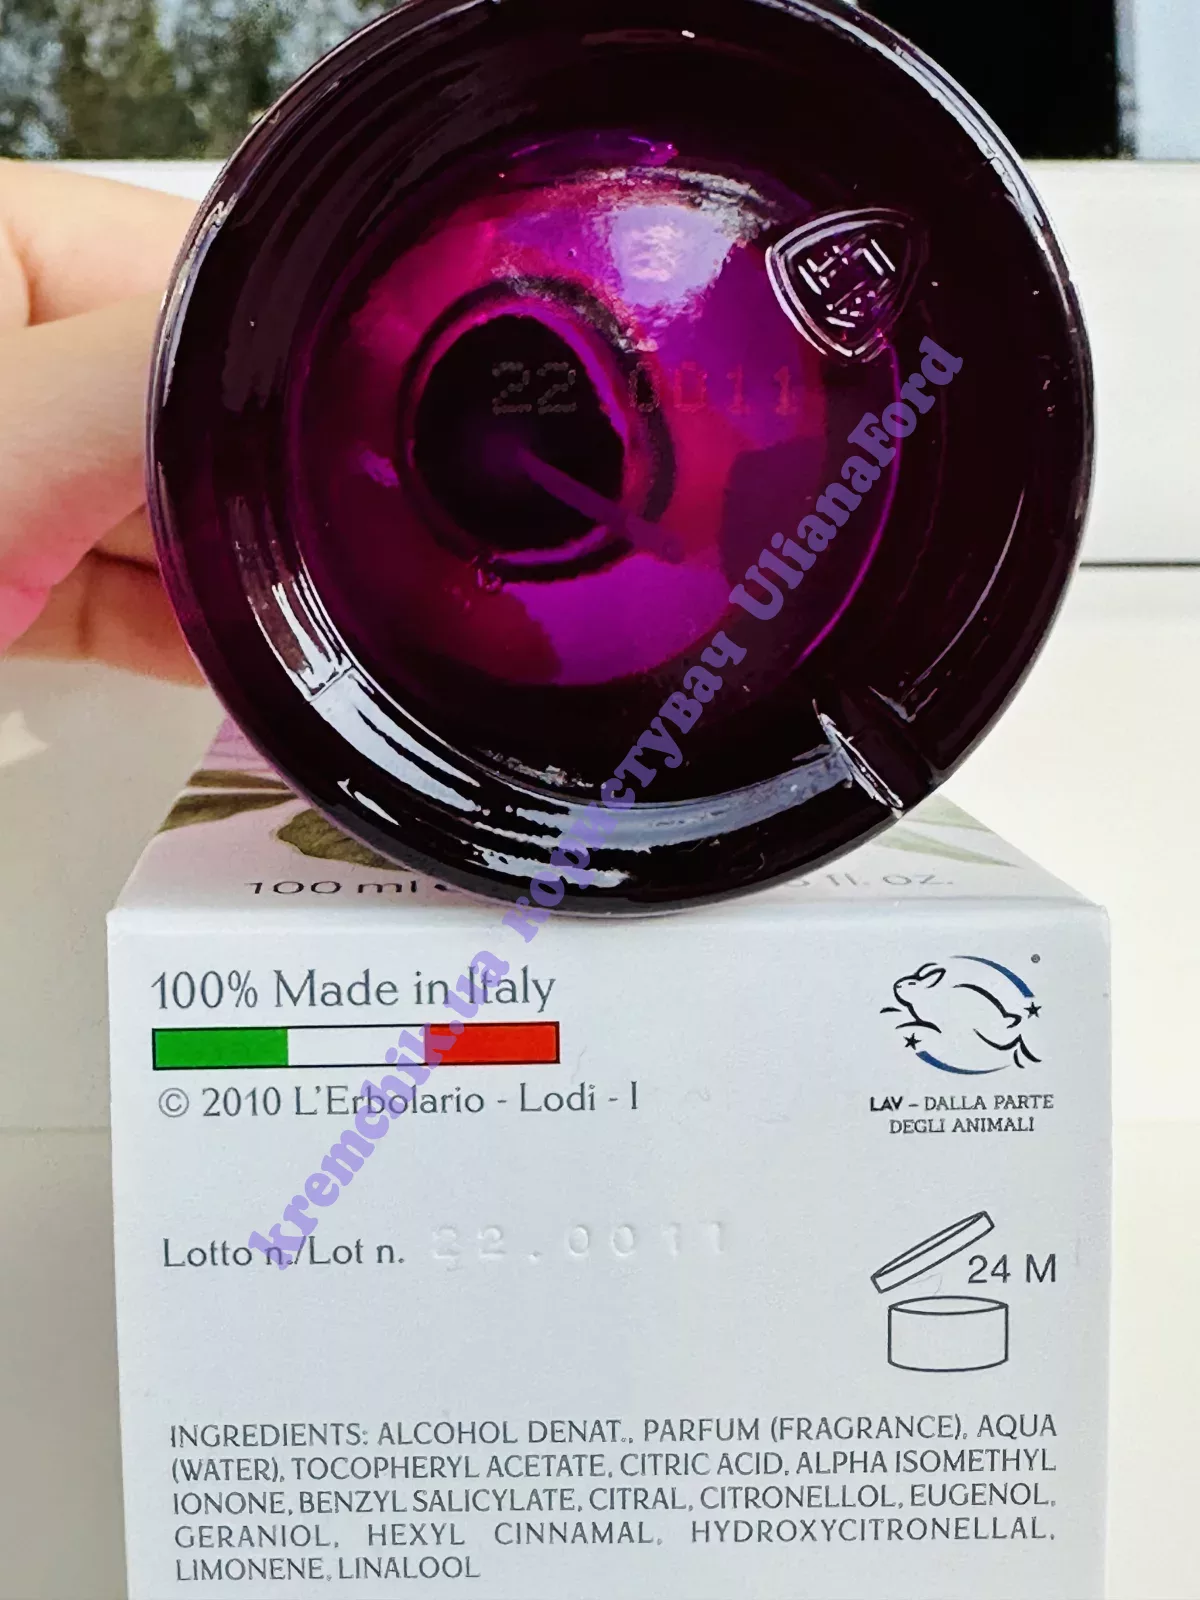 22 0011
100 ml
fl. oz.
100% Made in Italy
© 2010 L'Erbolario - Lodi - I
LAV – DALLA PARTE
DEGLI ANIMALI
Lotto n./Lot n. 22.0011
24 M
INGREDIENTS: ALCOHOL DENAT., PARFUM (FRAGRANCE), AQUA
(WATER), TOCOPHERYL ACETATE, CITRIC ACID, ALPHA ISOMETHYL
IONONE, BENZYL SALICYLATE, CITRAL, CITRONELLOL, EUGENOL,
GERANIOL, HEXYL CINNAMAL, HYDROXYCITRONELLAL,
LIMONENE, LINALOOL
kremchik.ua Користувач UlianaFord